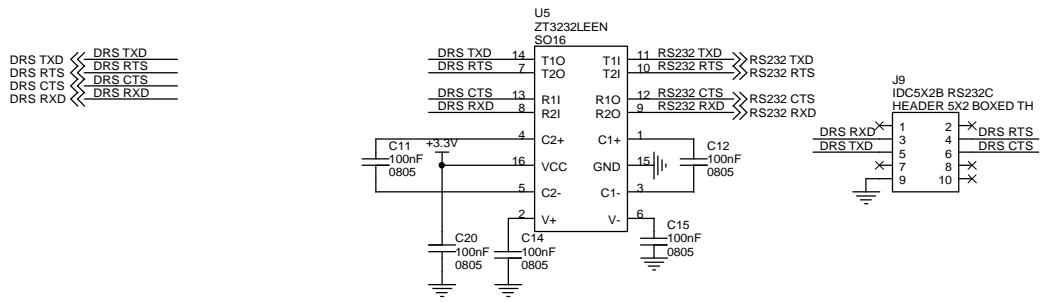 U5
ZT3232LEEN
SO16
DRS TXD DRS TXD
DRS RTS DRS RTS
DRS CTS DRS CTS
DRS RXD DRS RXD
DRS TXD 14 T1O T1I 11 RS232 TXD RS232 TXD
DRS RTS 7 T2O T2I 10 RS232 RTS RS232 RTS
DRS CTS 13 R1I R1O 12 RS232 CTS RS232 CTS
DRS RXD 8 R2I R2O 9 RS232 RXD RS232 RXD
4 C2+ C1+ 1
C11
100nF
0805
+3.3V
16 VCC GND 15
C12
100nF
0805
5 C2- C1- 3
2 V+ V- 6
C20
100nF
0805
C14
100nF
0805
C15
100nF
0805
J9
IDC5X2B RS232C
HEADER 5X2 BOXED TH
1 2
DRS RXD 3 4 DRS RTS
DRS TXD 5 6 DRS CTS
7 8
9 10